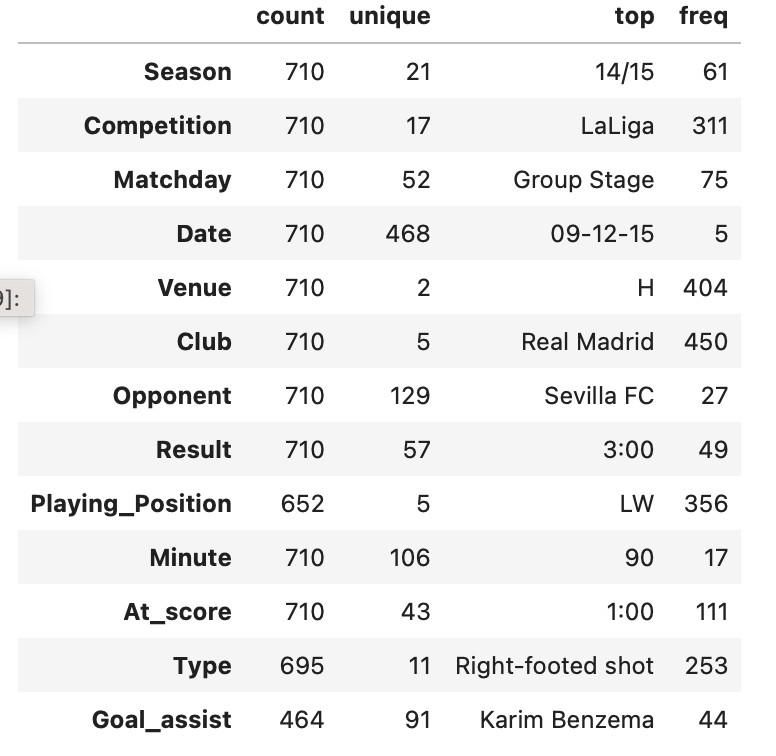 count unique top freq
Season 710 21 14/15 61
Competition 710 17 LaLiga 311
Matchday 710 52 Group Stage 75
Date 710 468 09-12-15 5
Venue 710 2 H 404
9]:
Club 710 5 Real Madrid 450
Opponent 710 129 Sevilla FC 27
Result 710 57 3:00 49
Playing_Position 652 5 LW 356
Minute 710 106 90 17
At_score 710 43 1:00 111
Type 695 11 Right-footed shot 253
Goal_assist 464 91 Karim Benzema 44